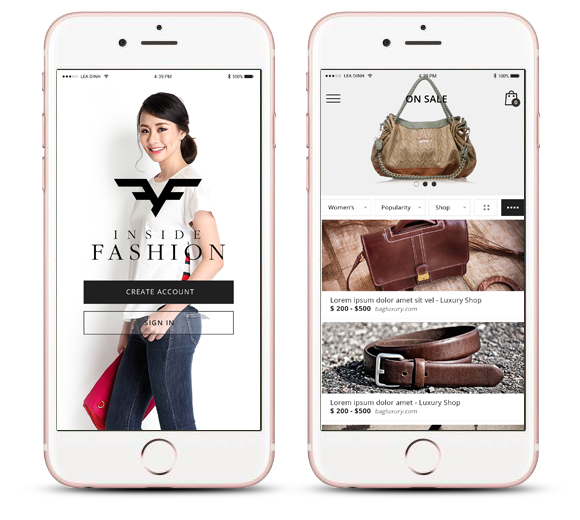 LEA DINH
4:39 PM
100%
INSIDE
FASHION
CREATE ACCOUNT
SIGN IN
LEA DINH
4:39 PM
100%
ON SALE
0
Women's
Popularity
Shop
Lorem ipsum dolor amet sit vel - Luxury Shop
$ 200 - $500 bagluxury.com
Lorem ipsum dolor amet - Luxury Shop
$ 200 - $500 bagluxury.com